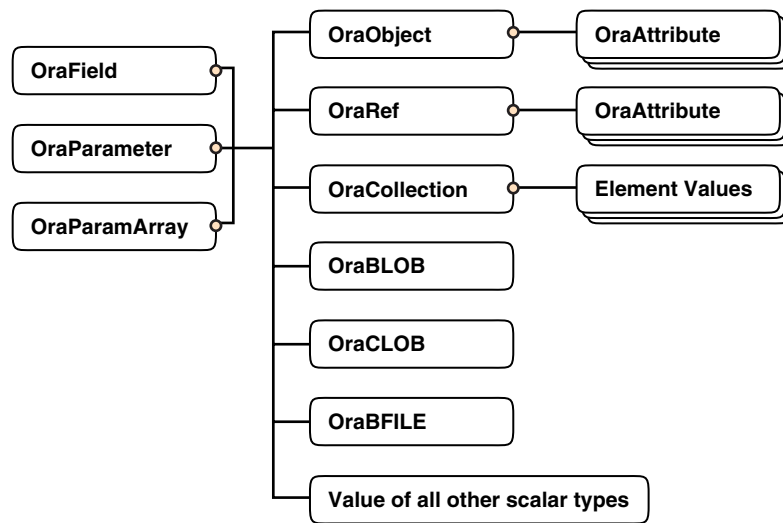 OraField
OraParameter
OraParamArray
OraObject
OraAttribute
OraRef
OraAttribute
OraCollection
Element Values
OraBLOB
OraCLOB
OraBFILE
Value of all other scalar types